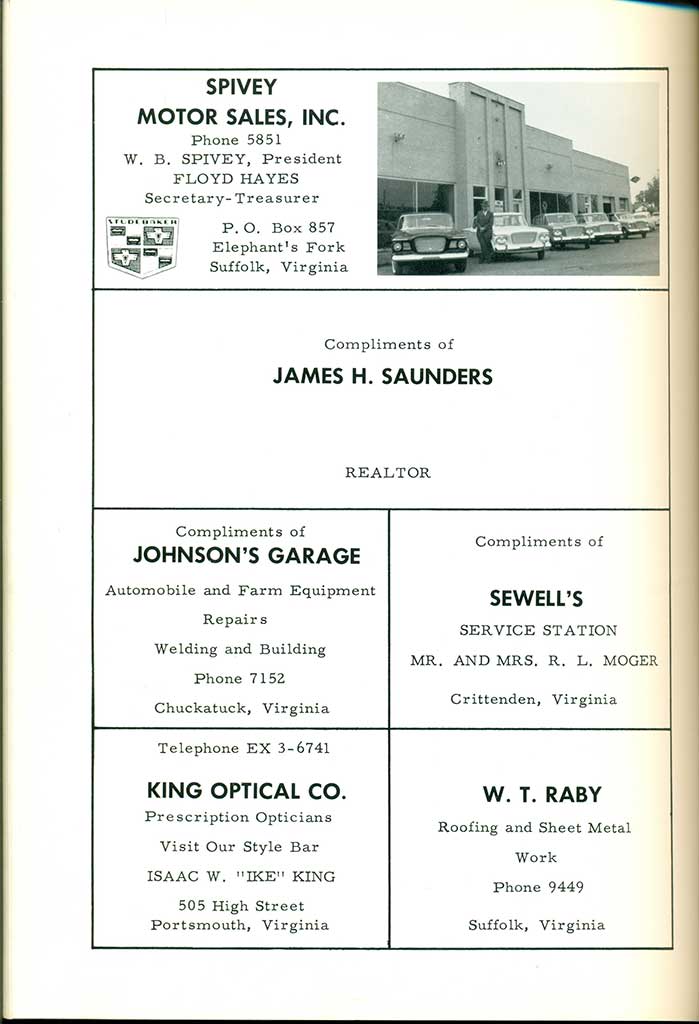 SPIVEY
MOTOR SALES, INC.
Phone 5851
W. B. SPIVEY, President
FLOYD HAYES
Secretary-Treasurer
STUDEBAKER
P. O. Box 857
Elephant's Fork
Suffolk, Virginia
Compliments of
JAMES H. SAUNDERS
REALTOR
Compliments of
JOHNSON'S GARAGE
Automobile and Farm Equipment
Repairs
Welding and Building
Phone 7152
Chuckatuck, Virginia
Compliments of
SEWELL'S
SERVICE STATION
MR. AND MRS. R. L. MOGER
Crittenden, Virginia
Telephone EX 3-6741
KING OPTICAL CO.
Prescription Opticians
Visit Our Style Bar
ISAAC W. "IKE" KING
505 High Street
Portsmouth, Virginia
W. T. RABY
Roofing and Sheet Metal
Work
Phone 9449
Suffolk, Virginia